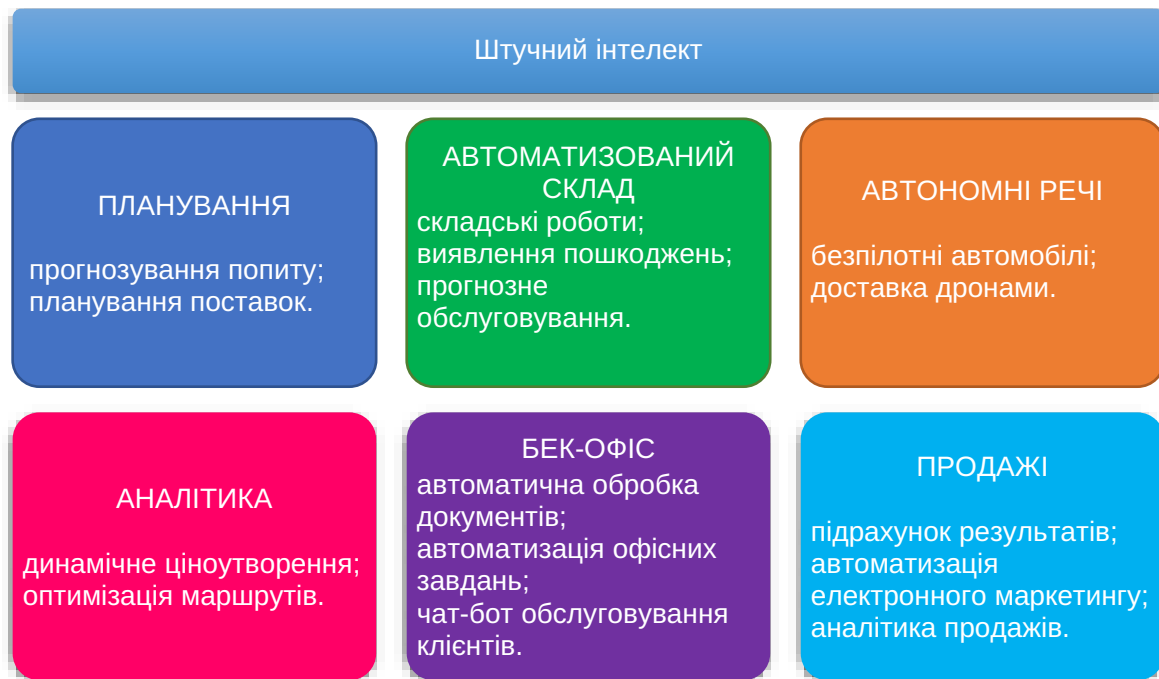 Штучний інтелект
ПЛАНУВАННЯ
прогнозування попиту;
планування поставок.
АВТОМАТИЗОВАНИЙ
СКЛАД
складські роботи;
виявлення пошкоджень;
прогнозне
обслуговування.
АВТОНОМНІ РЕЧІ
безпілотні автомобілі;
доставка дронами.
АНАЛІТИКА
динамічне ціноутворення;
оптимізація маршрутів.
БЕК-ОФІС
автоматична обробка
документів;
автоматизація офісних
завдань;
чат-бот обслуговування
клієнтів.
ПРОДАЖІ
підрахунок результатів;
автоматизація
електронного маркетингу;
аналітика продажів.